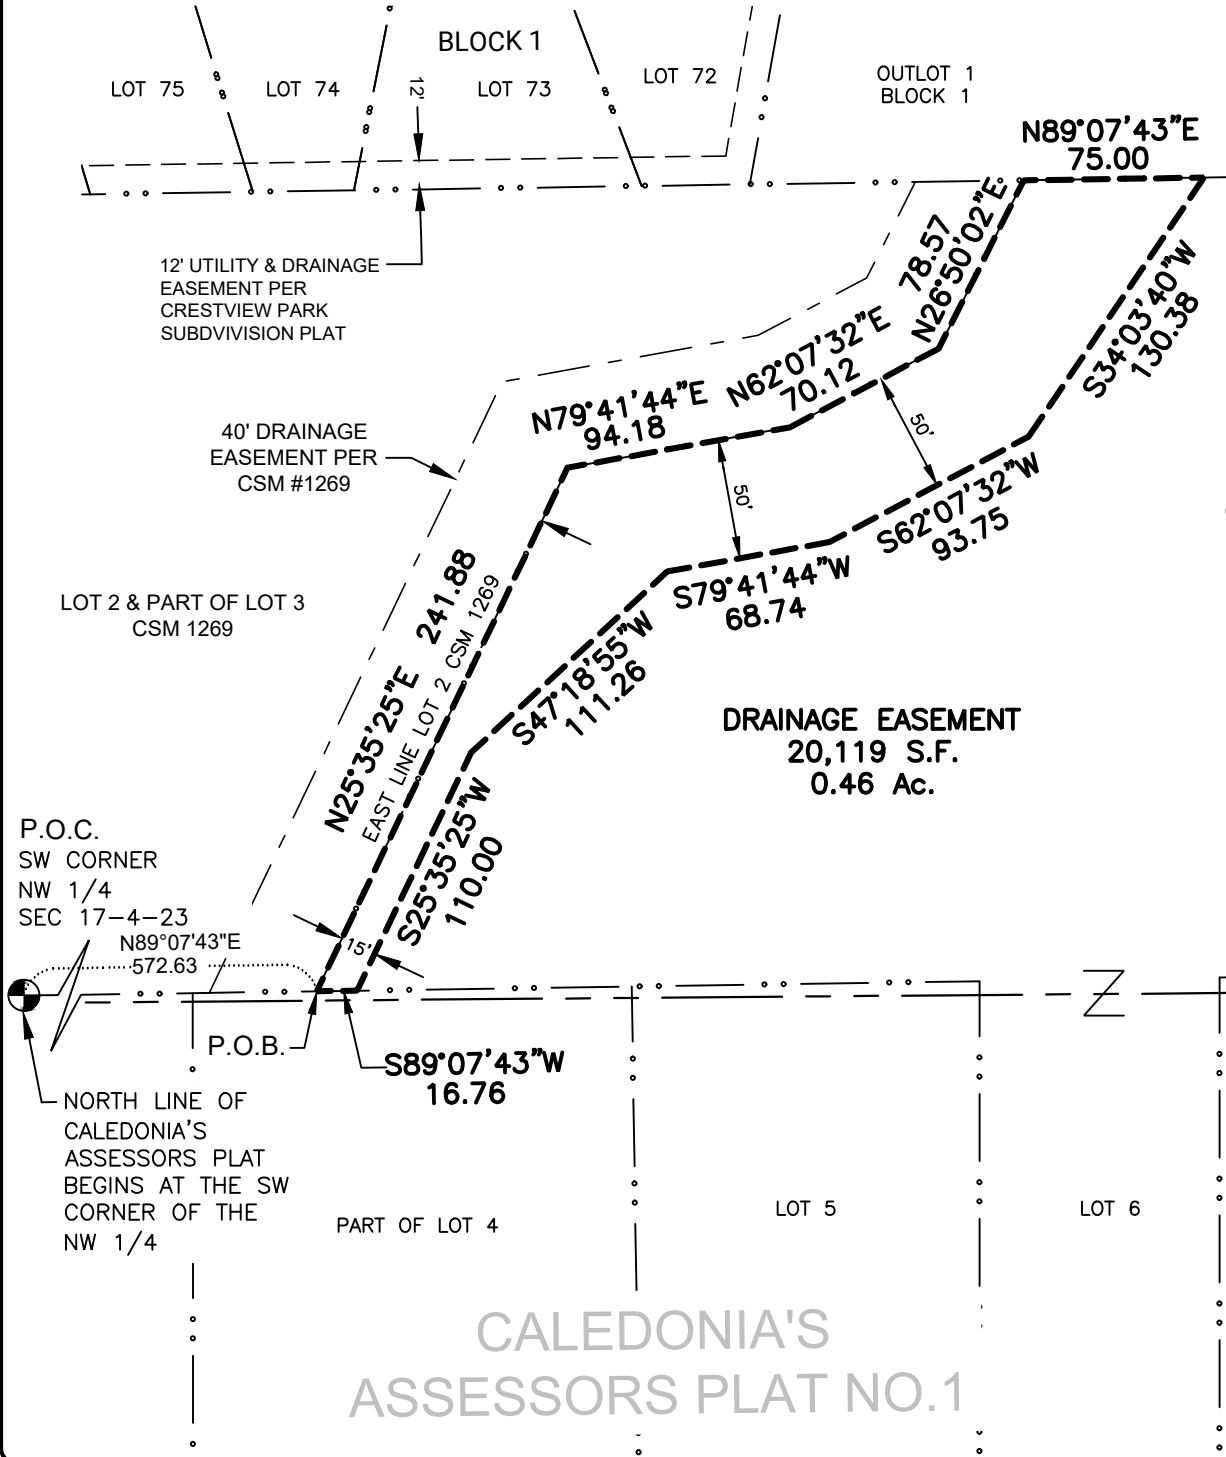 BLOCK 1
LOT 75
LOT 74
12'
LOT 73
LOT 72
OUTLOT 1
BLOCK 1
N89°07'43"E
75.00
12' UTILITY & DRAINAGE
EASEMENT PER
CRESTVIEW PARK
SUBDVIVISION PLAT
78.57
N26°50'02"E
S34°03'40"W
130.38
N62°07'32"E
70.12
N79°41'44"E
94.18
50'
50'
40' DRAINAGE
EASEMENT PER
CSM #1269
S62°07'32"W
93.75
S79°41'44"W
68.74
LOT 2 & PART OF LOT 3
CSM 1269
N25°35'25"E 241.88
EAST LINE LOT 2 CSM 1269
S47°18'55"W
111.26
DRAINAGE EASEMENT
20,119 S.F.
0.46 Ac.
S25°35'25"W
110.00
15'
P.O.C.
SW CORNER
NW 1/4
SEC 17-4-23
N89°07'43"E
572.63
P.O.B.
S89°07'43"W
16.76
NORTH LINE OF
CALEDONIA'S
ASSESSORS PLAT
BEGINS AT THE SW
CORNER OF THE
NW 1/4
PART OF LOT 4
LOT 5
LOT 6
CALEDONIA'S
ASSESSORS PLAT NO.1